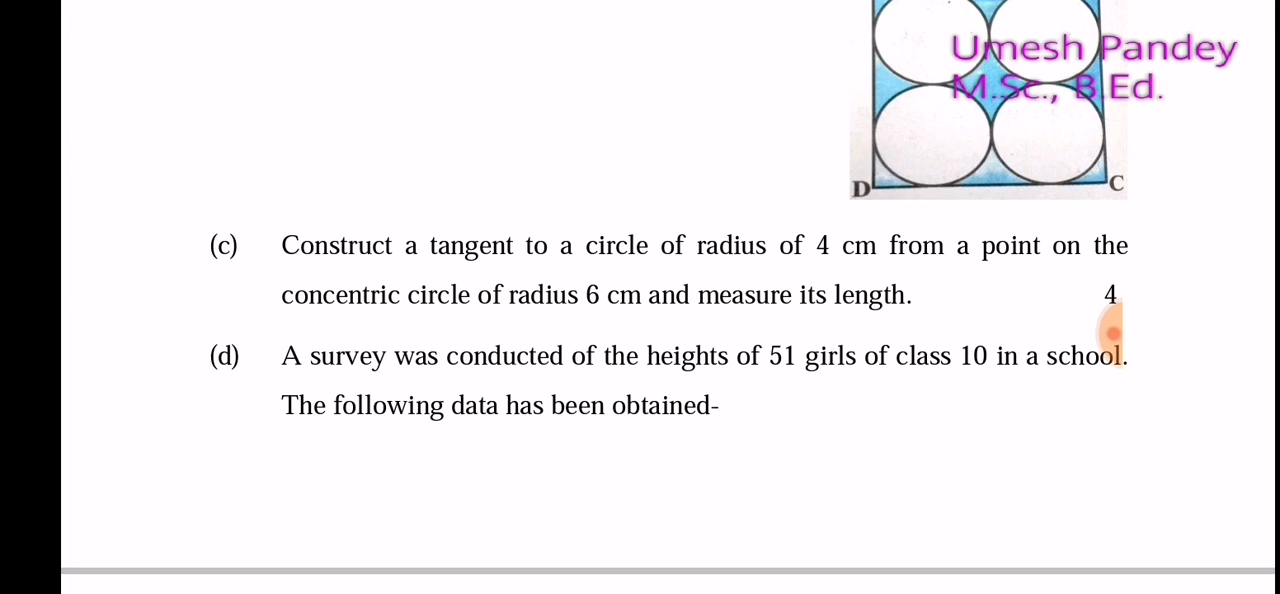 Umesh Pandey
M.Sc., B.Ed.
D C
(c) Construct a tangent to a circle of radius of 4 cm from a point on the
concentric circle of radius 6 cm and measure its length. 4
(d) A survey was conducted of the heights of 51 girls of class 10 in a school.
The following data has been obtained-